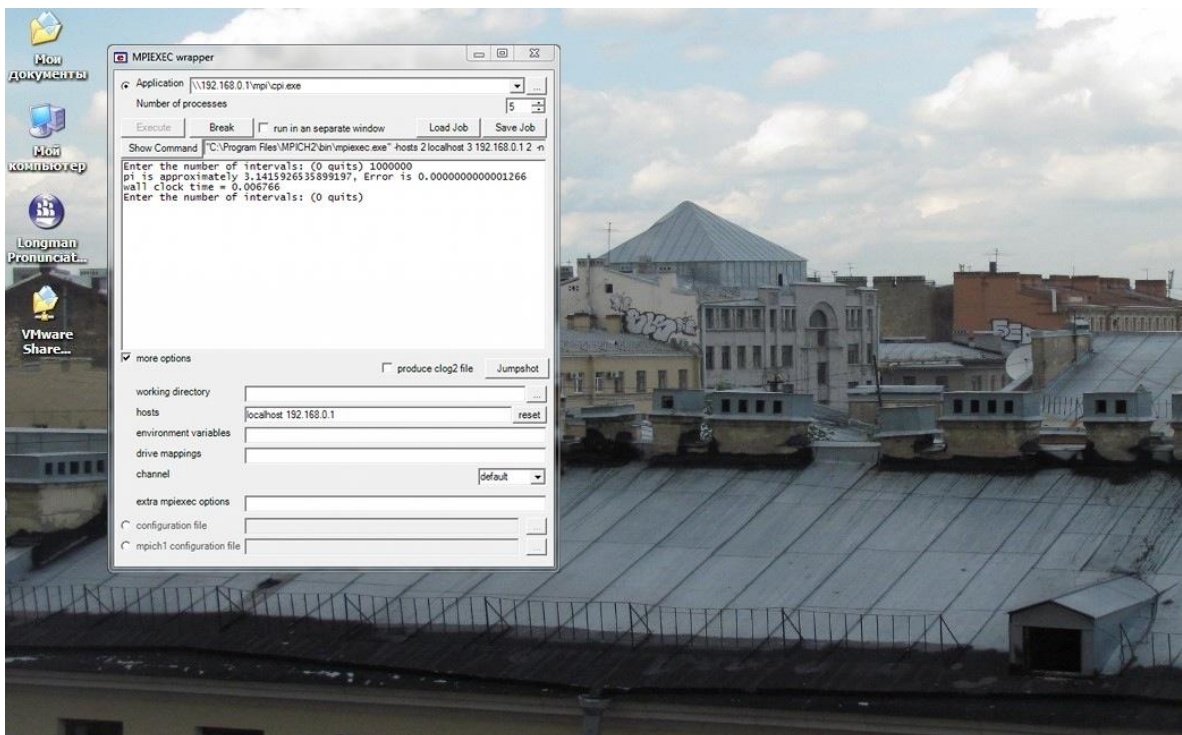 Мои
документы
Мой
компьютер
Longman
Pronunciat...
VMware
Share...
MPIEXEC wrapper
Application \\192.168.0.1\mpi\cpi.exe ...
Number of processes 5
Execute Break run in an separate window Load Job Save Job
Show Command "C:\Program Files\MPICH2\bin\mpiexec.exe" -hosts 2 localhost 3 192.168.0.1 2 -n
Enter the number of intervals: (0 quits) 1000000
pi is approximately 3.1415926535899197, Error is 0.0000000000001266
wall clock time = 0.006766
Enter the number of intervals: (0 quits)
more options
produce clog2 file Jumpshot
working directory ...
hosts localhost 192.168.0.1 reset
environment variables
drive mappings
channel default
extra mpiexec options
configuration file ...
mpich1 configuration file ...